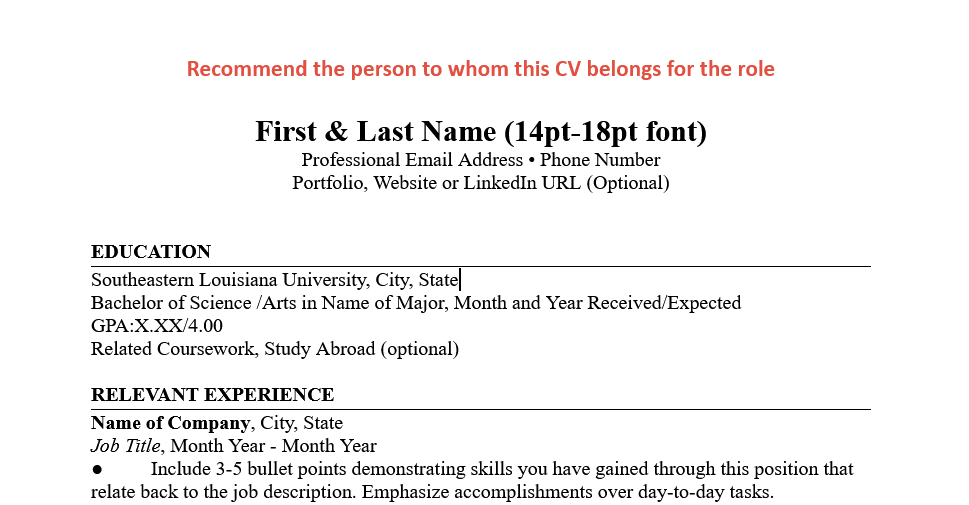 Recommend the person to whom this CV belongs for the role
First & Last Name (14pt-18pt font)
Professional Email Address • Phone Number
Portfolio, Website or LinkedIn URL (Optional)
EDUCATION
Southeastern Louisiana University, City, State
Bachelor of Science /Arts in Name of Major, Month and Year Received/Expected
GPA:X.XX/4.00
Related Coursework, Study Abroad (optional)
RELEVANT EXPERIENCE
Name of Company, City, State
Job Title, Month Year - Month Year
● Include 3-5 bullet points demonstrating skills you have gained through this position that
relate back to the job description. Emphasize accomplishments over day-to-day tasks.